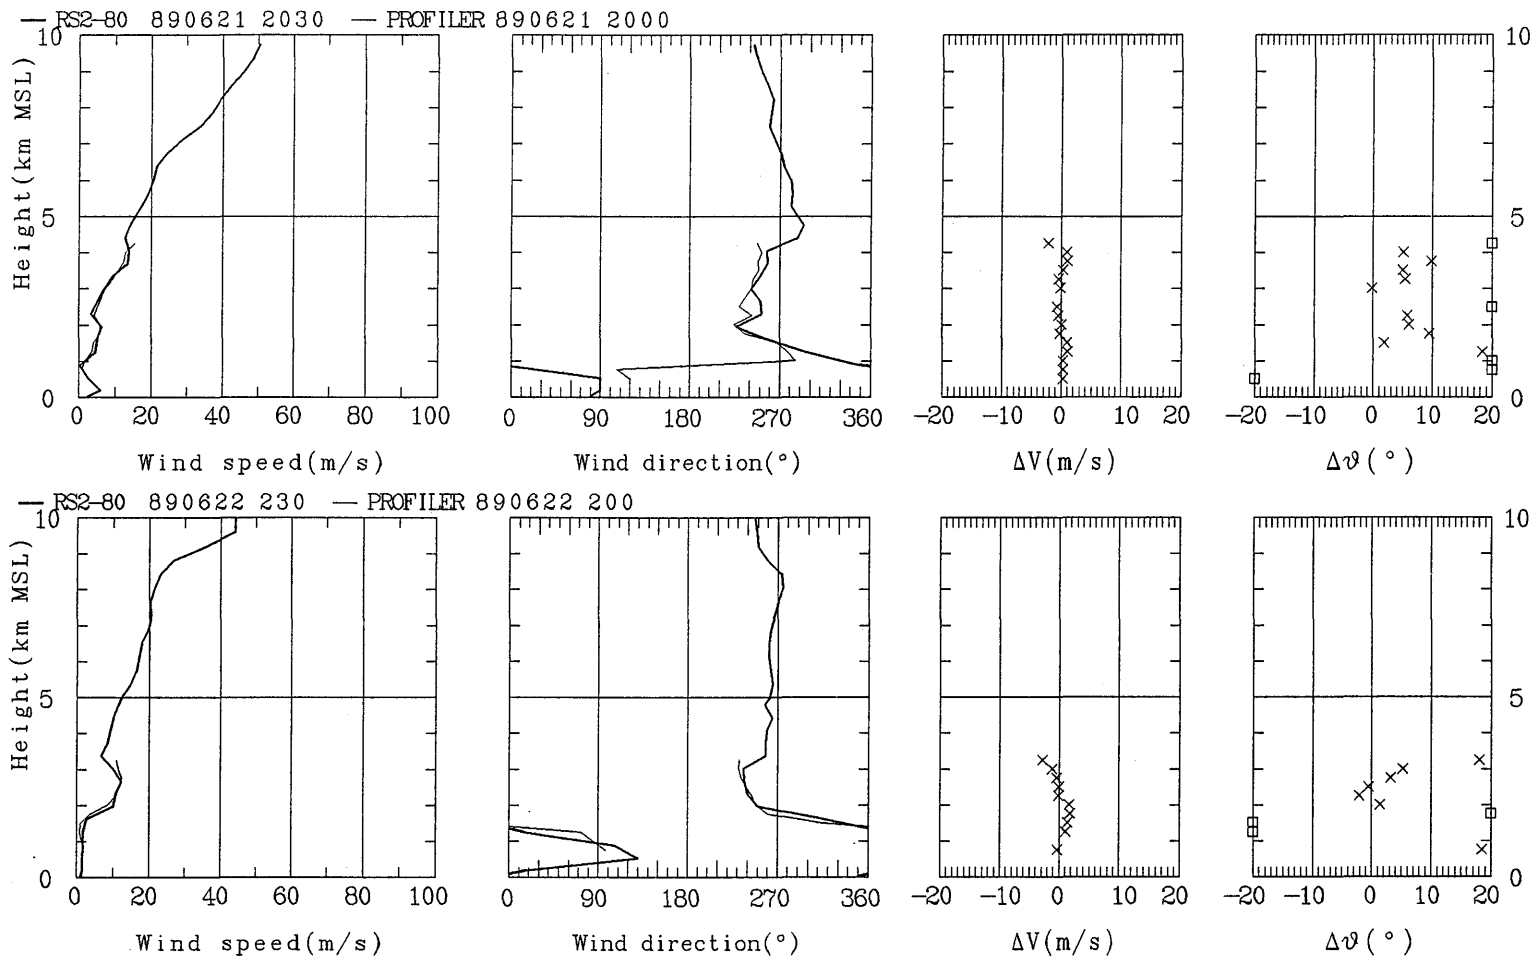 — RS2-80 890621 2030 — PROFILER 890621 2000
10
5
0
Height(km MSL)
0 20 40 60 80 100
Wind speed(m/s)
0 90 180 270 360
Wind direction(°)
-20 -10 0 10 20
ΔV(m/s)
-20 -10 0 10 20
Δϑ(°)
10
5
0
— RS2-80 890622 230 — PROFILER 890622 200
10
5
0
Height(km MSL)
0 20 40 60 80 100
Wind speed(m/s)
0 90 180 270 360
Wind direction(°)
-20 -10 0 10 20
ΔV(m/s)
-20 -10 0 10 20
Δϑ(°)
10
5
0